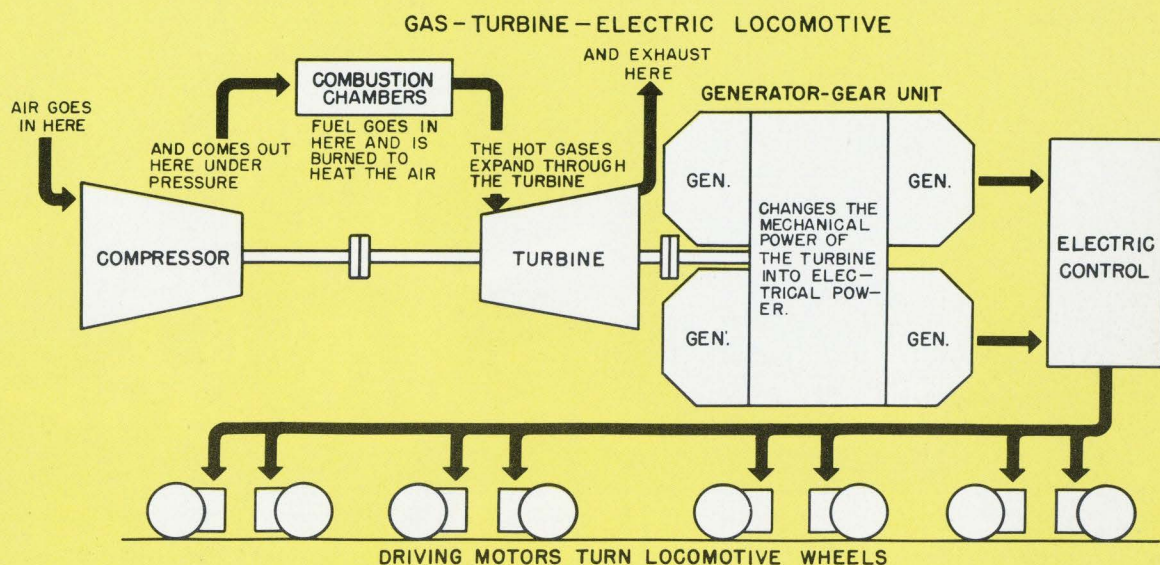 GAS-TURBINE-ELECTRIC LOCOMOTIVE
AIR GOES
IN HERE
AND COMES OUT
HERE UNDER
PRESSURE
COMBUSTION
CHAMBERS
FUEL GOES IN
HERE AND IS
BURNED TO
HEAT THE AIR
THE HOT GASES
EXPAND THROUGH
THE TURBINE
AND EXHAUST
HERE
COMPRESSOR
TURBINE
GENERATOR-GEAR UNIT
GEN.
GEN.
CHANGES THE
MECHANICAL
POWER OF
THE TURBINE
INTO ELEC-
TRICAL POW-
ER.
GEN.
GEN.
ELECTRIC
CONTROL
DRIVING MOTORS TURN LOCOMOTIVE WHEELS